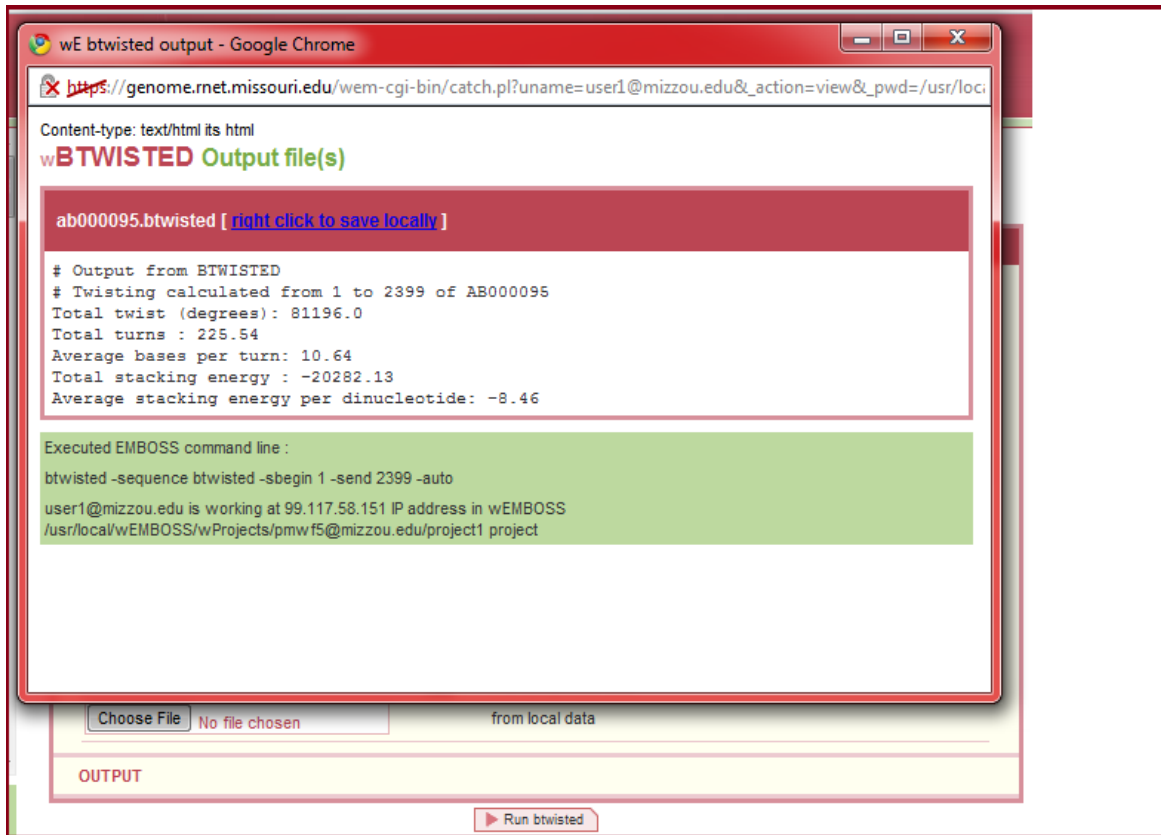 wE btwisted output - Google Chrome
https://genome.rnet.missouri.edu/wem-cgi-bin/catch.pl?uname=user1@mizzou.edu&_action=view&_pwd=/usr/loca
Content-type: text/html its html
wBTWISTED Output file(s)
ab000095.btwisted [ right click to save locally ]
# Output from BTWISTED
# Twisting calculated from 1 to 2399 of AB000095
Total twist (degrees): 81196.0
Total turns : 225.54
Average bases per turn: 10.64
Total stacking energy : -20282.13
Average stacking energy per dinucleotide: -8.46
Executed EMBOSS command line :
btwisted -sequence btwisted -sbegin 1 -send 2399 -auto
user1@mizzou.edu is working at 99.117.58.151 IP address in wEMBOSS
/usr/local/wEMBOSS/wProjects/pmwf5@mizzou.edu/project1 project
Choose File No file chosen from local data
OUTPUT
Run btwisted